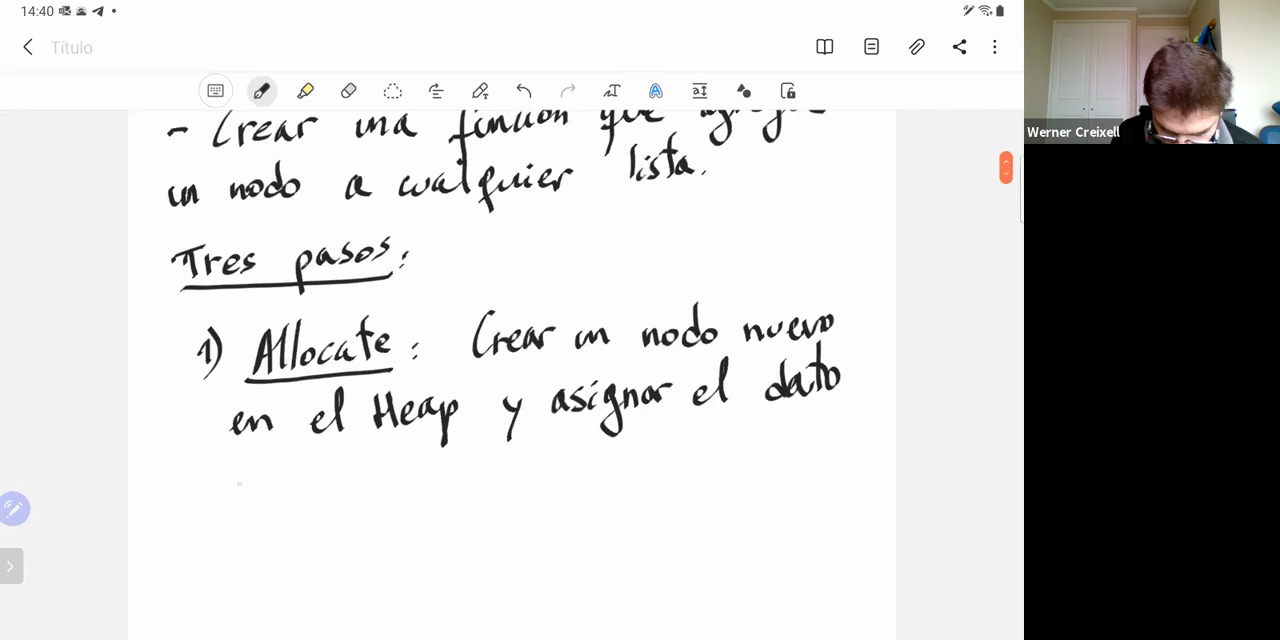 14:40
Título
- Crear una función que agregue
un nodo a cualquier lista.
Tres pasos:
1) Allocate: Crear un nodo nuevo
en el Heap y asignar el dato
Werner Creixell